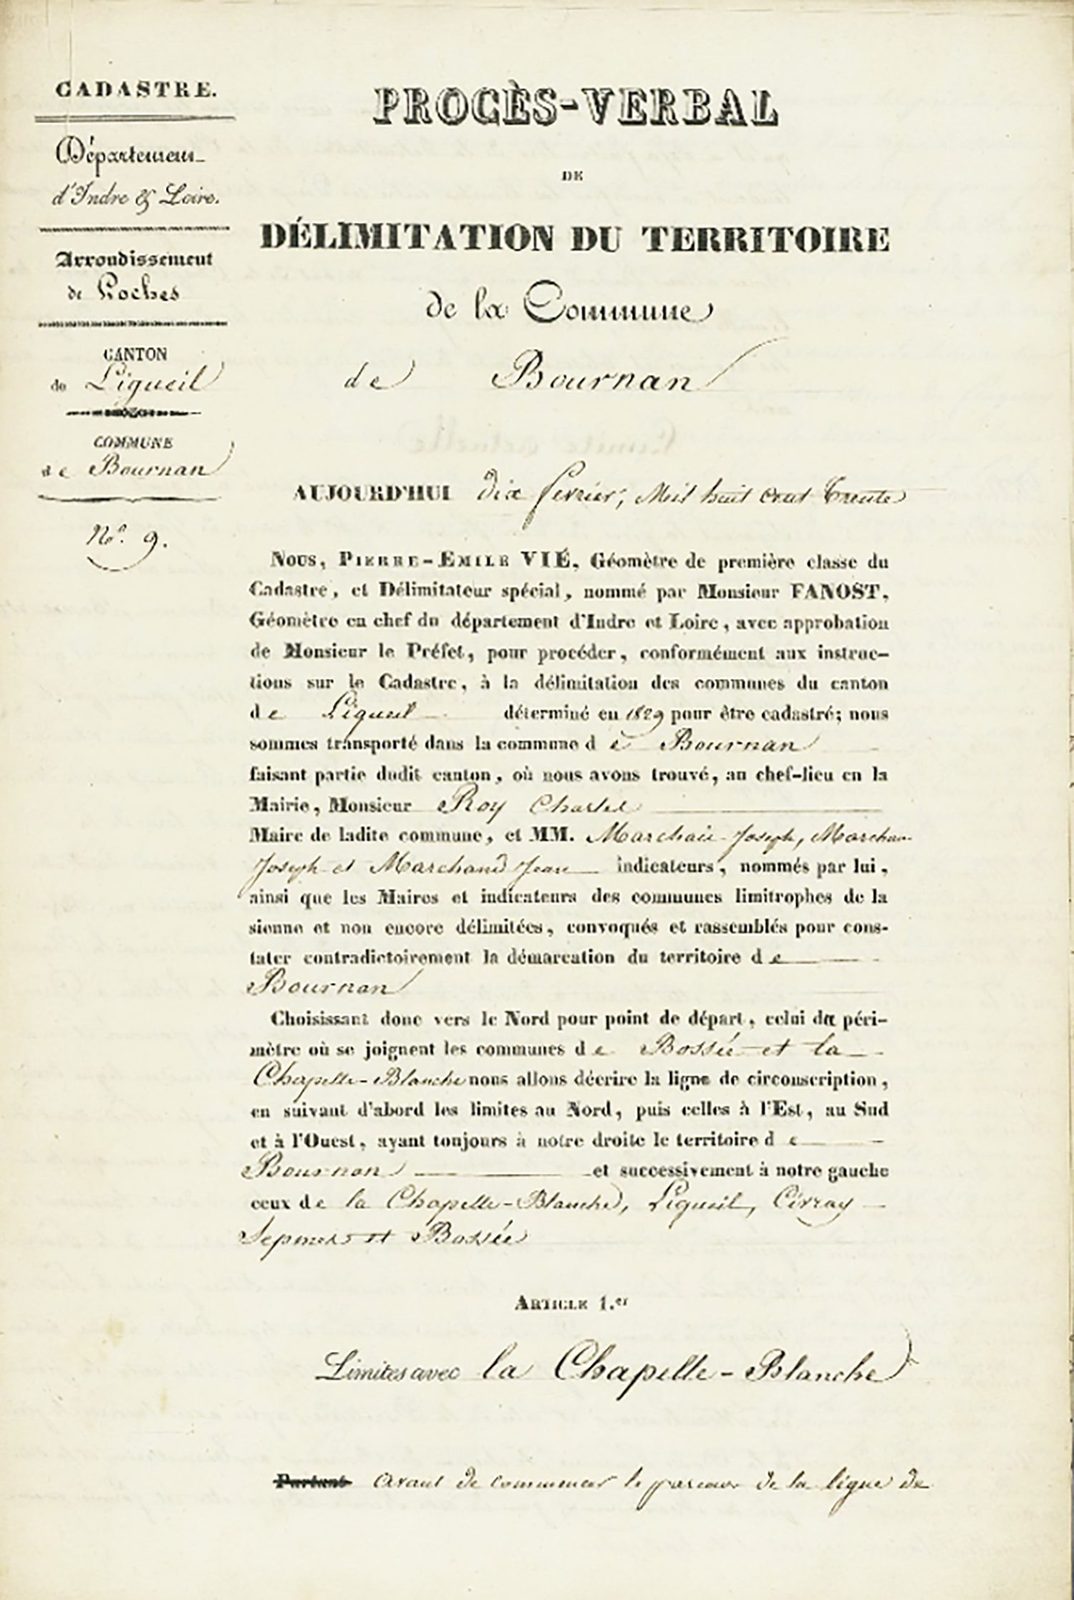 CADASTRE.
Département
d'Indre & Loire.
Arrondissement
de Loches
CANTON
de Ligueil
COMMUNE
de Bournan
No. 9.
PROCÈS-VERBAL
DE
DÉLIMITATION DU TERRITOIRE
de la Commune
de Bournan
AUJOURD'HUI dix fevrier, Mil huit cent trente
NOUS, PIERRE-EMILE VIÉ, Géomètre de première classe du
Cadastre, et Délimitateur spécial, nommé par Monsieur FANOST,
Géomètre en chef du département d'Indre et Loire, avec approbation
de Monsieur le Préfet, pour procéder, conformément aux instruc-
tions sur le Cadastre, à la délimitation des communes du canton
de Ligueil déterminé en 1829 pour être cadastré; nous
sommes transporté dans la commune de Bournan
faisant partie dudit canton, où nous avons trouvé, au chef-lieu en la
Mairie, Monsieur Roy Charles
Maire de ladite commune, et MM. Joseph,
Joseph et Marchand Jean indicateurs, nommés par lui,
ainsi que les Maires et indicateurs des communes limitrophes de la
sienne et non encore délimitées, convoqués et rassemblés pour cons-
tater contradictoirement la démarcation du territoire de
Bournan
Choisissant donc vers le Nord pour point de départ, celui du péri-
mètre où se joignent les communes de Bossée et la
Chapelle-Blanche nous allons décrire la ligne de circonscription,
en suivant d'abord les limites au Nord, puis celles à l'Est, au Sud
et à l'Ouest, ayant toujours à notre droite le territoire de
Bournan et successivement à notre gauche
ceux de la Chapelle-Blanche, Ligueil, Civray
Sepmes et Bossée
ARTICLE 1.er
Limites avec la Chapelle-Blanche
Partant avant de commencer le parcours de la ligne de